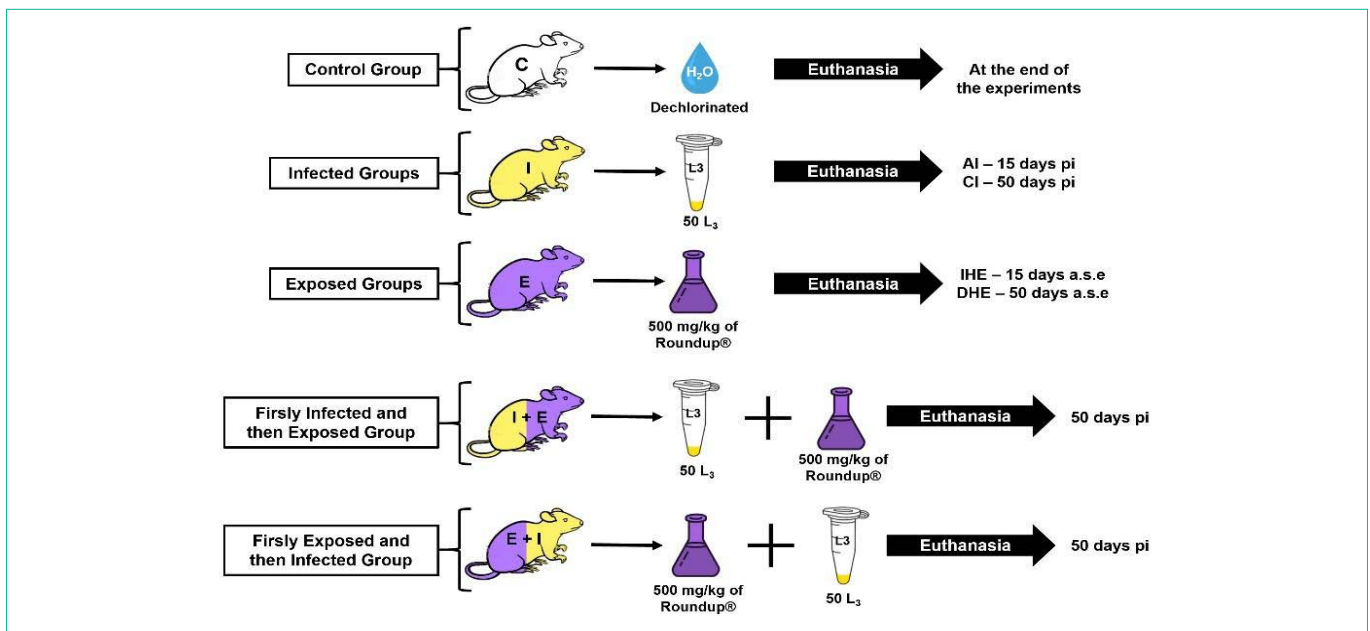 Control Group
C
H₂O
Dechlorinated
Euthanasia
At the end of
the experiments
Infected Groups
I
L3
50 L₃
Euthanasia
AI – 15 days pi
CI – 50 days pi
Exposed Groups
E
500 mg/kg of
Roundup®
Euthanasia
IHE – 15 days a.s.e
DHE – 50 days a.s.e
Firsly Infected and
then Exposed Group
I + E
L3
50 L₃
500 mg/kg of
Roundup®
Euthanasia
50 days pi
Firsly Exposed and
then Infected Group
E + I
500 mg/kg of
Roundup®
L3
50 L₃
Euthanasia
50 days pi